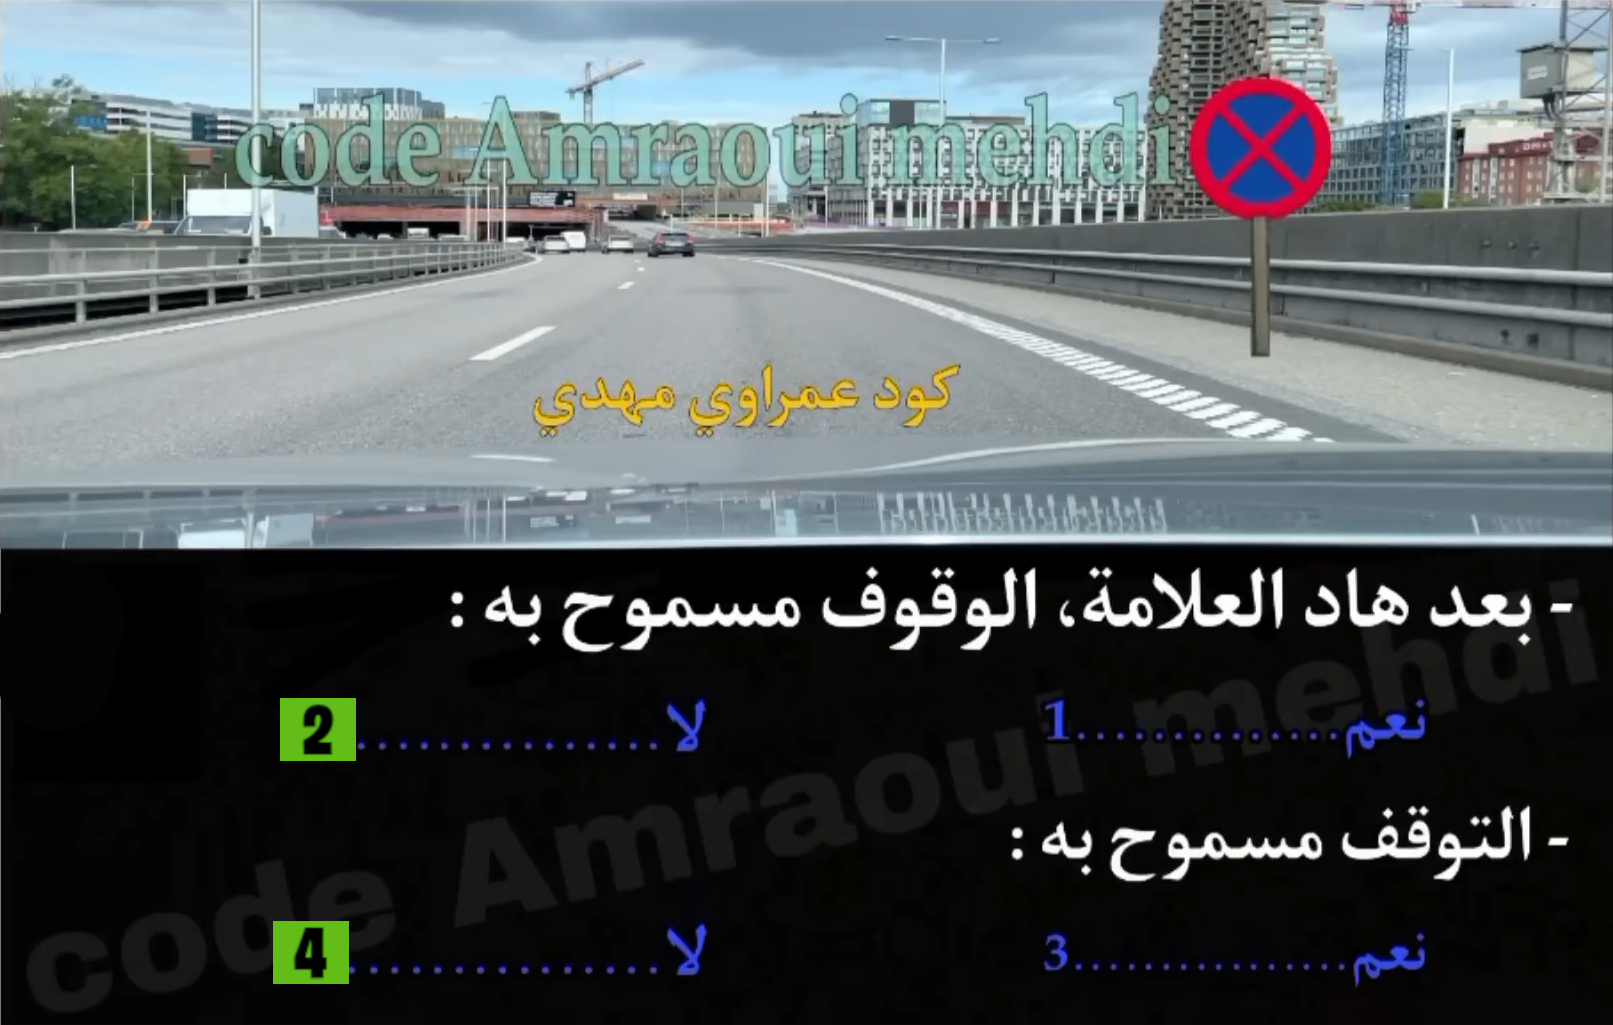 code Amraoui mehdi
كود عمراوي مهدي
- بعد هاد العلامة، الوقوف مسموح به :
نعم..............1 لا...............2
- التوقف مسموح به :
نعم................3 لا................4
code Amraoui mehdi